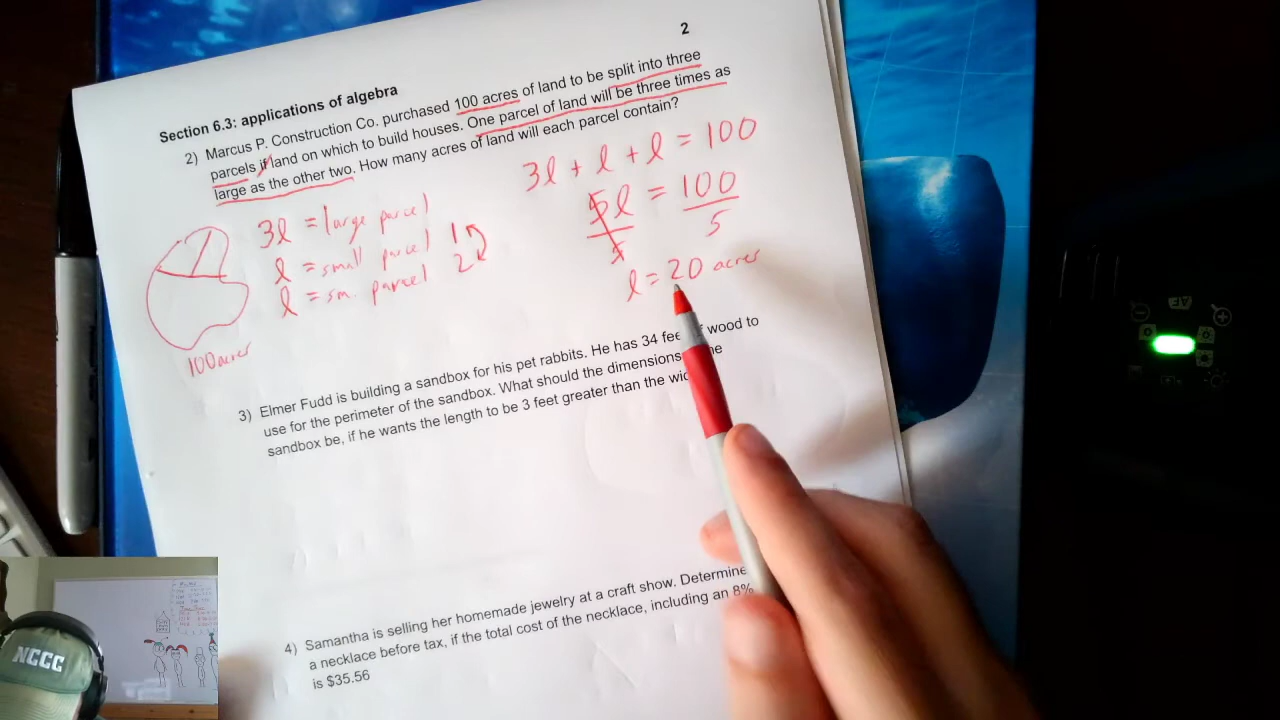 2
Section 6.3: applications of algebra
2) Marcus P. Construction Co. purchased 100 acres of land to be split into three
parcels if land on which to build houses. One parcel of land will be three times as
large as the other two. How many acres of land will each parcel contain?
3l = large parcel
l = small parcel 1
l = sm. parcel 2
100 acres
3l + l + l = 100
5l = 100
5 5
l = 20 acres
3) Elmer Fudd is building a sandbox for his pet rabbits. He has 34 fee f wood to
use for the perimeter of the sandbox. What should the dimensions he
sandbox be, if he wants the length to be 3 feet greater than the wid
4) Samantha is selling her homemade jewelry at a craft show. Determine
a necklace before tax, if the total cost of the necklace, including an 8%
is $35.56
NCCC
AF